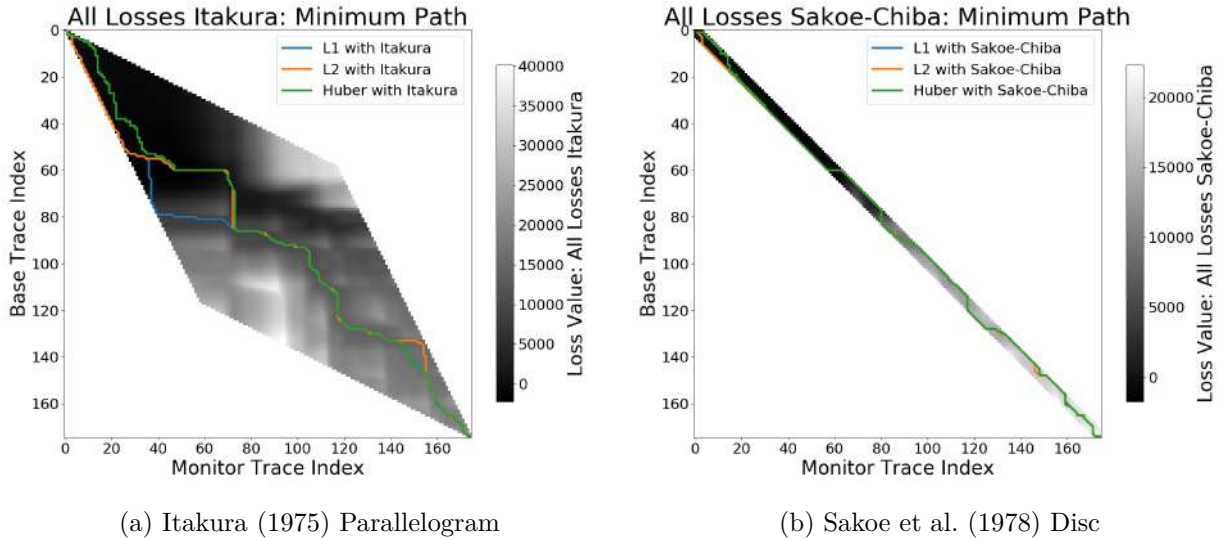 All Losses Itakura: Minimum Path
L1 with Itakura
L2 with Itakura
Huber with Itakura
0
20
40
60
80
100
120
140
160
Base Trace Index
0 20 40 60 80 100 120 140 160
Monitor Trace Index
40000
35000
30000
25000
20000
15000
10000
5000
0
Loss Value: All Losses Itakura
All Losses Sakoe-Chiba: Minimum Path
L1 with Sakoe-Chiba
L2 with Sakoe-Chiba
Huber with Sakoe-Chiba
0
20
40
60
80
100
120
140
160
Base Trace Index
0 20 40 60 80 100 120 140 160
Monitor Trace Index
20000
15000
10000
5000
0
Loss Value: All Losses Sakoe-Chiba
(a) Itakura (1975) Parallelogram
(b) Sakoe et al. (1978) Disc